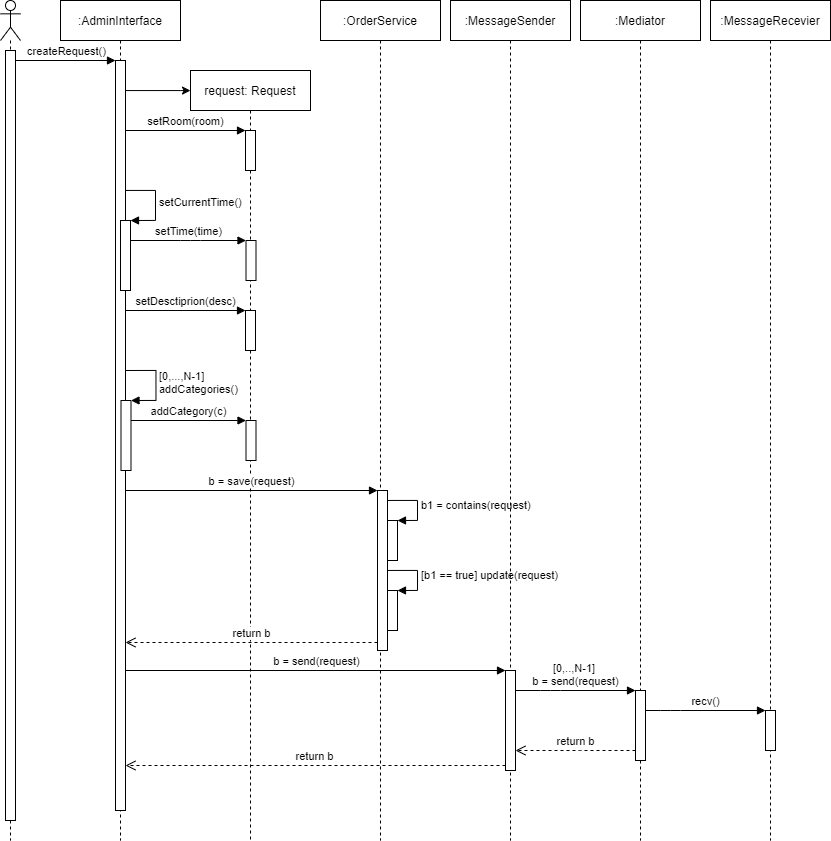 :AdminInterface
:OrderService
:MessageSender
:Mediator
:MessageRecevier
createRequest()
request: Request
setRoom(room)
setCurrentTime()
setTime(time)
setDesctiprion(desc)
[0,...,N-1]
addCategories()
addCategory(c)
b = save(request)
b1 = contains(request)
[b1 == true] update(request)
return b
b = send(request)
[0,..,N-1]
b = send(request)
recv()
return b
return b